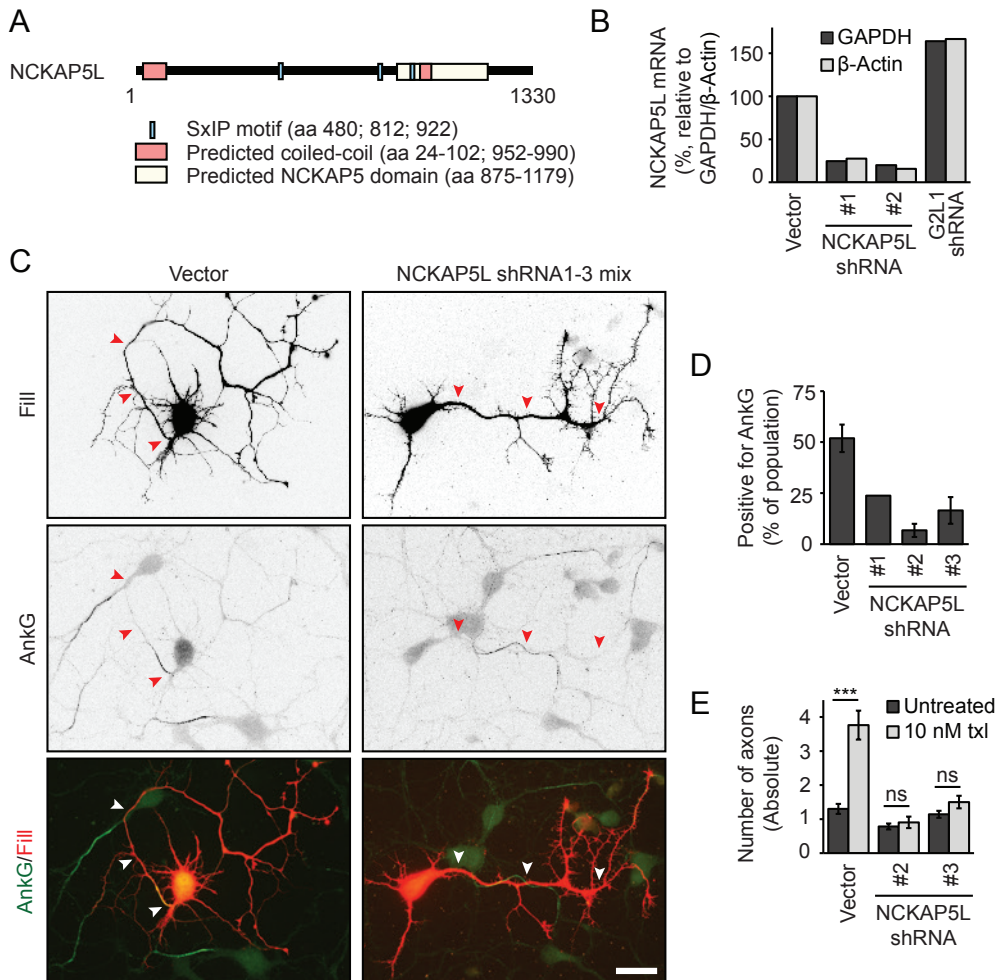 A
NCKAP5L
1
1330
SxIP motif (aa 480; 812; 922)
Predicted coiled-coil (aa 24-102; 952-990)
Predicted NCKAP5 domain (aa 875-1179)
B
NCKAP5L mRNA
(%, relative to
GAPDH/β-Actin)
150
100
50
0
GAPDH
β-Actin
Vector
#1
#2
NCKAP5L
shRNA
G2L1
shRNA
C
Vector
NCKAP5L shRNA1-3 mix
Fill
AnkG
AnkG/Fill
D
Positive for AnkG
(% of population)
75
50
25
0
Vector
#1
#2
#3
NCKAP5L
shRNA
E
Number of axons
(Absolute)
4
3
2
1
0
***
ns
ns
Untreated
10 nM txl
Vector
#2
#3
NCKAP5L
shRNA